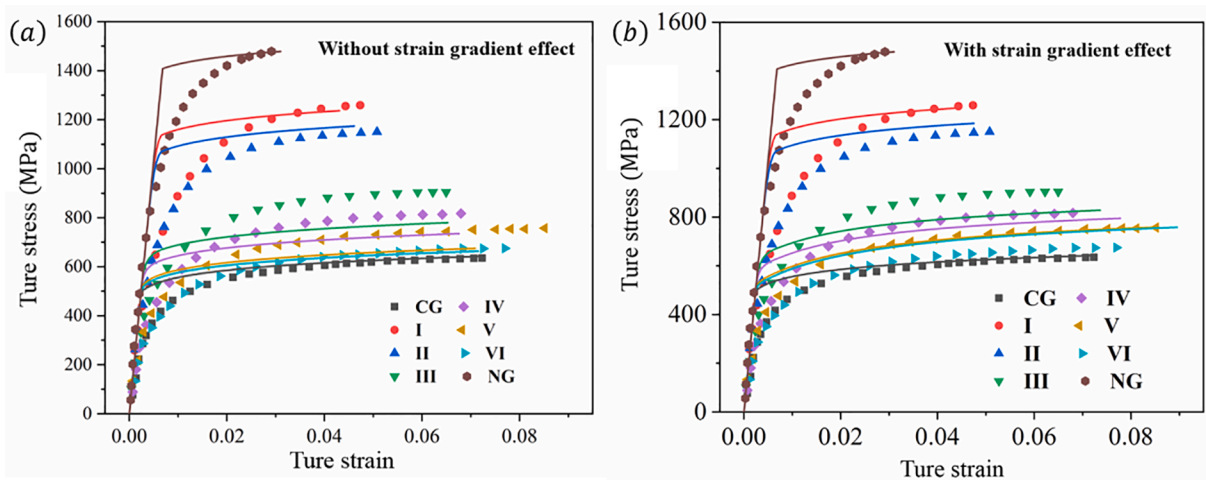 (a)
Without strain gradient effect
1600
1400
1200
1000
800
600
400
200
0
Ture stress (MPa)
0.00 0.02 0.04 0.06 0.08
Ture strain
CG IV
I V
II VI
III NG
(b)
With strain gradient effect
1600
1200
800
400
0
Ture stress (MPa)
0.00 0.02 0.04 0.06 0.08
Ture strain
CG IV
I V
II VI
III NG